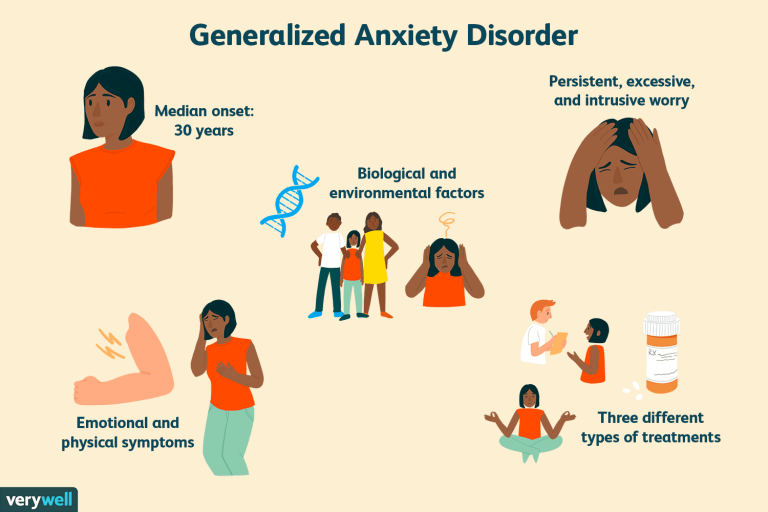 Generalized Anxiety Disorder
Median onset:
30 years
Persistent, excessive,
and intrusive worry
Biological and
environmental factors
Emotional and
physical symptoms
Rx
Three different
types of treatments
verywell